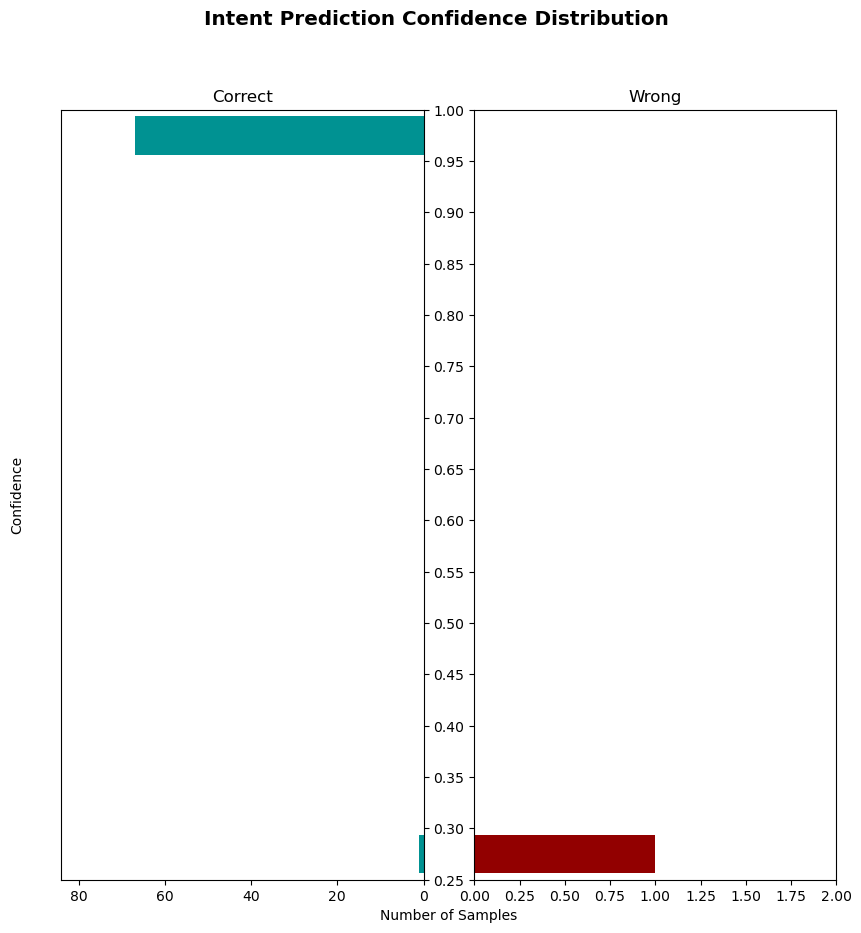 Intent Prediction Confidence Distribution
Correct
Wrong
1.00
0.95
0.90
0.85
0.80
0.75
0.70
0.65
0.60
0.55
0.50
0.45
0.40
0.35
0.30
0.25
Confidence
80 60 40 20 0
0.00 0.25 0.50 0.75 1.00 1.25 1.50 1.75 2.00
Number of Samples